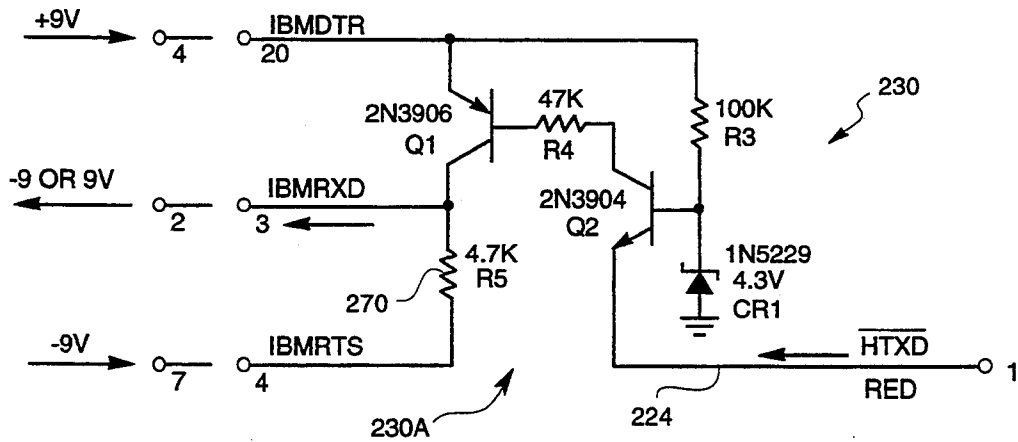 +9V
IBMDTR
4
20
230
2N3906
Q1
47K
R4
100K
R3
-9 OR 9V
IBMRXD
2
3
2N3904
Q2
4.7K
R5
270
1N5229
4.3V
CR1
-9V
IBMRTS
7
4
HTXD
RED
1
224
230A